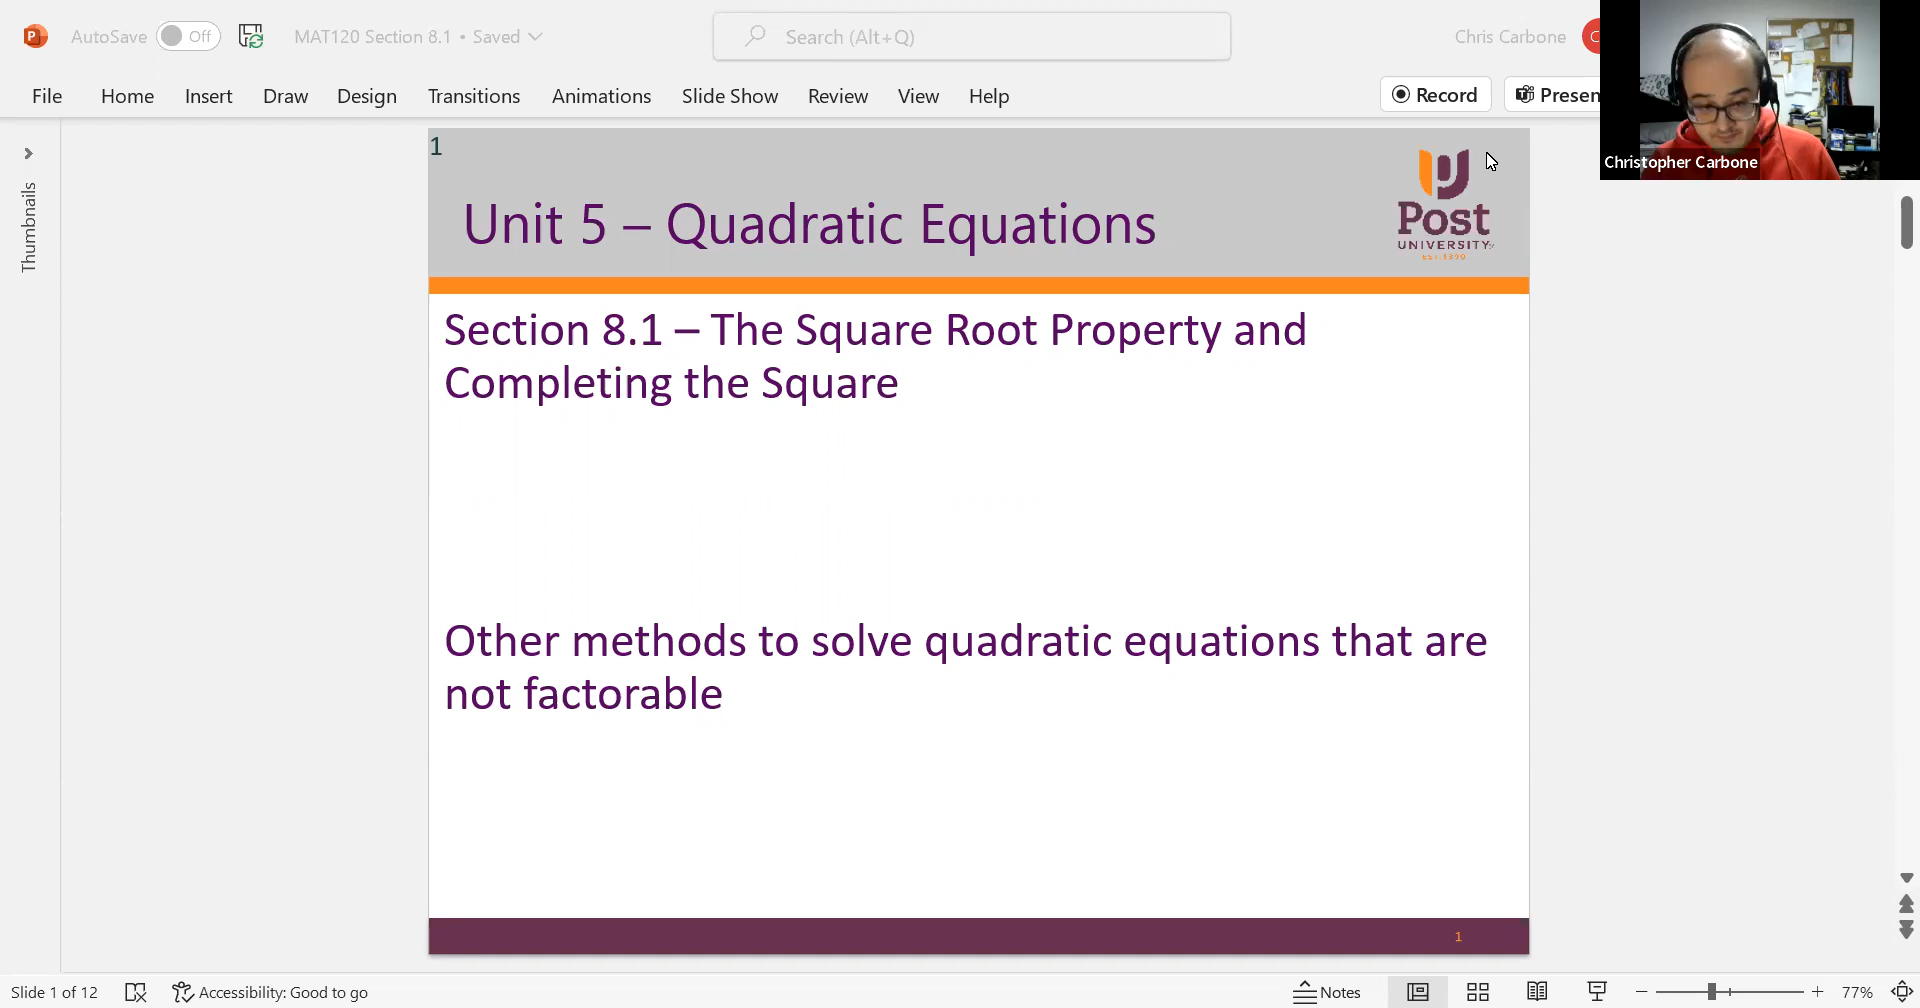 AutoSave Off MAT120 Section 8.1 • Saved Search (Alt+Q) Chris Carbone
File Home Insert Draw Design Transitions Animations Slide Show Review View Help Record
Christopher Carbone
Thumbnails
1
Unit 5 – Quadratic Equations
Post
UNIVERSITY
EST.1890
Section 8.1 – The Square Root Property and
Completing the Square
Other methods to solve quadratic equations that are
not factorable
1
Slide 1 of 12 Accessibility: Good to go Notes 77%